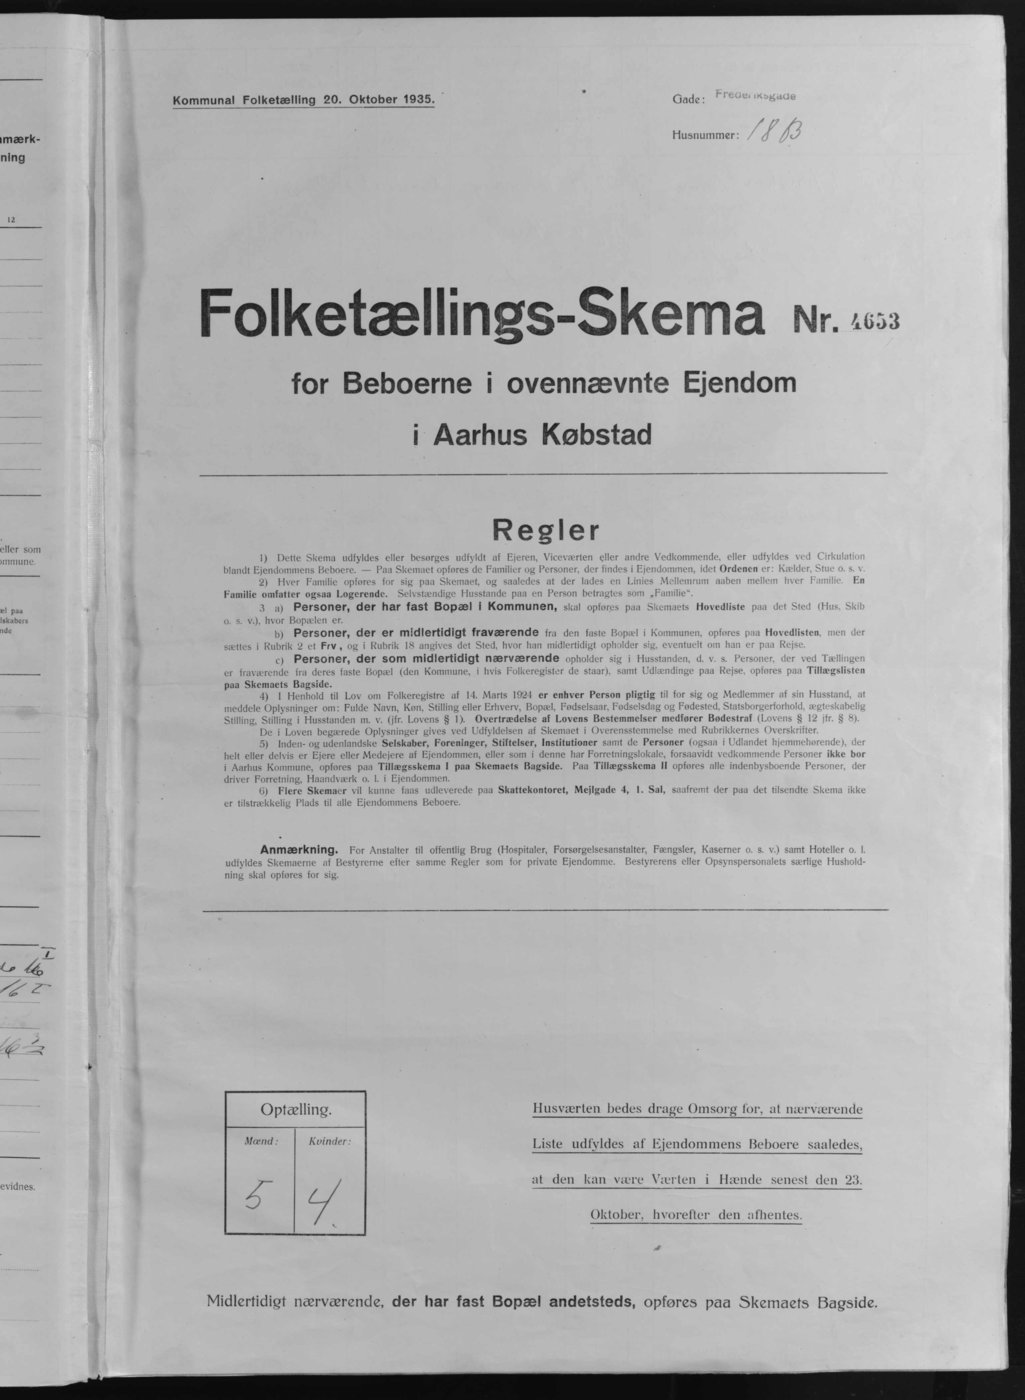 mærk-
ning
12
eller som
ommune.
æl paa
lskabers
nde
16 I
evidnes.
Kommunal Folketælling 20. Oktober 1935.
Gade: Frederiksgade
Husnummer: 18 B
Folketællings-Skema Nr. 4653
for Beboerne i ovennævnte Ejendom
i Aarhus Købstad
Regler
1) Dette Skema udfyldes eller besørges udfyldt af Ejeren, Viceværten eller andre Vedkommende, eller udfyldes ved Cirkulation
blandt Ejendommens Beboere. — Paa Skemaet opføres de Familier og Personer, der findes i Ejendommen, idet Ordenen er: Kælder, Stue o. s. v.
2) Hver Familie opføres for sig paa Skemaet, og saaledes at der lades en Linies Mellemrum aaben mellem hver Familie. En
Familie omfatter ogsaa Logerende. Selvstændige Husstande paa en Person betragtes som „Familie".
3 a) Personer, der har fast Bopæl i Kommunen, skal opføres paa Skemaets Hovedliste paa det Sted (Hus, Skib
o. s. v.), hvor Bopælen er.
b) Personer, der er midlertidigt fraværende fra den faste Bopæl i Kommunen, opføres paa Hovedlisten, men der
sættes i Rubrik 2 et Frv, og i Rubrik 18 angives det Sted, hvor han midlertidigt opholder sig, eventuelt om han er paa Rejse.
c) Personer, der som midlertidigt nærværende opholder sig i Husstanden, d. v. s. Personer, der ved Tællingen
er fraværende fra deres faste Bopæl (den Kommune, i hvis Folkeregister de staar), samt Udlændinge paa Rejse, opføres paa Tillægslisten
paa Skemaets Bagside.
4) I Henhold til Lov om Folkeregistre af 14. Marts 1924 er enhver Person pligtig til for sig og Medlemmer af sin Husstand, at
meddele Oplysninger om: Fulde Navn, Køn, Stilling eller Erhverv, Bopæl, Fødselsaar, Fødselsdag og Fødested, Statsborgerforhold, ægteskabelig
Stilling, Stilling i Husstanden m. v. (jfr. Lovens § 1). Overtrædelse af Lovens Bestemmelser medfører Bødestraf (Lovens § 12 jfr. § 8).
De i Loven begærede Oplysninger gives ved Udfyldelsen af Skemaet i Overensstemmelse med Rubrikkernes Overskrifter.
5) Inden- og udenlandske Selskaber, Foreninger, Stiftelser, Institutioner samt de Personer (ogsaa i Udlandet hjemmehørende), der
helt eller delvis er Ejere eller Medejere af Ejendommen, eller som i denne har Forretningslokale, forsaavidt vedkommende Personer ikke bor
i Aarhus Kommune, opføres paa Tillægsskema I paa Skemaets Bagside. Paa Tillægsskema II opføres alle indenbysboende Personer, der
driver Forretning, Haandværk o. l. i Ejendommen.
6) Flere Skemaer vil kunne faas udleverede paa Skattekontoret, Mejlgade 4, 1. Sal, saafremt der paa det tilsendte Skema ikke
er tilstrækkelig Plads til alle Ejendommens Beboere.
Anmærkning. For Anstalter til offentlig Brug (Hospitaler, Forsørgelsesanstalter, Fængsler, Kaserner o. s. v.) samt Hoteller o. l.
udfyldes Skemaerne af Bestyrerne efter samme Regler som for private Ejendomme. Bestyrerens eller Opsynspersonalets særlige Hushold-
ning skal opføres for sig.
Optælling.
Mænd: Kvinder:
5 4.
Husværten bedes drage Omsorg for, at nærværende
Liste udfyldes af Ejendommens Beboere saaledes,
at den kan være Værten i Hænde senest den 23.
Oktober, hvorefter den afhentes.
Midlertidigt nærværende, der har fast Bopæl andetsteds, opføres paa Skemaets Bagside.